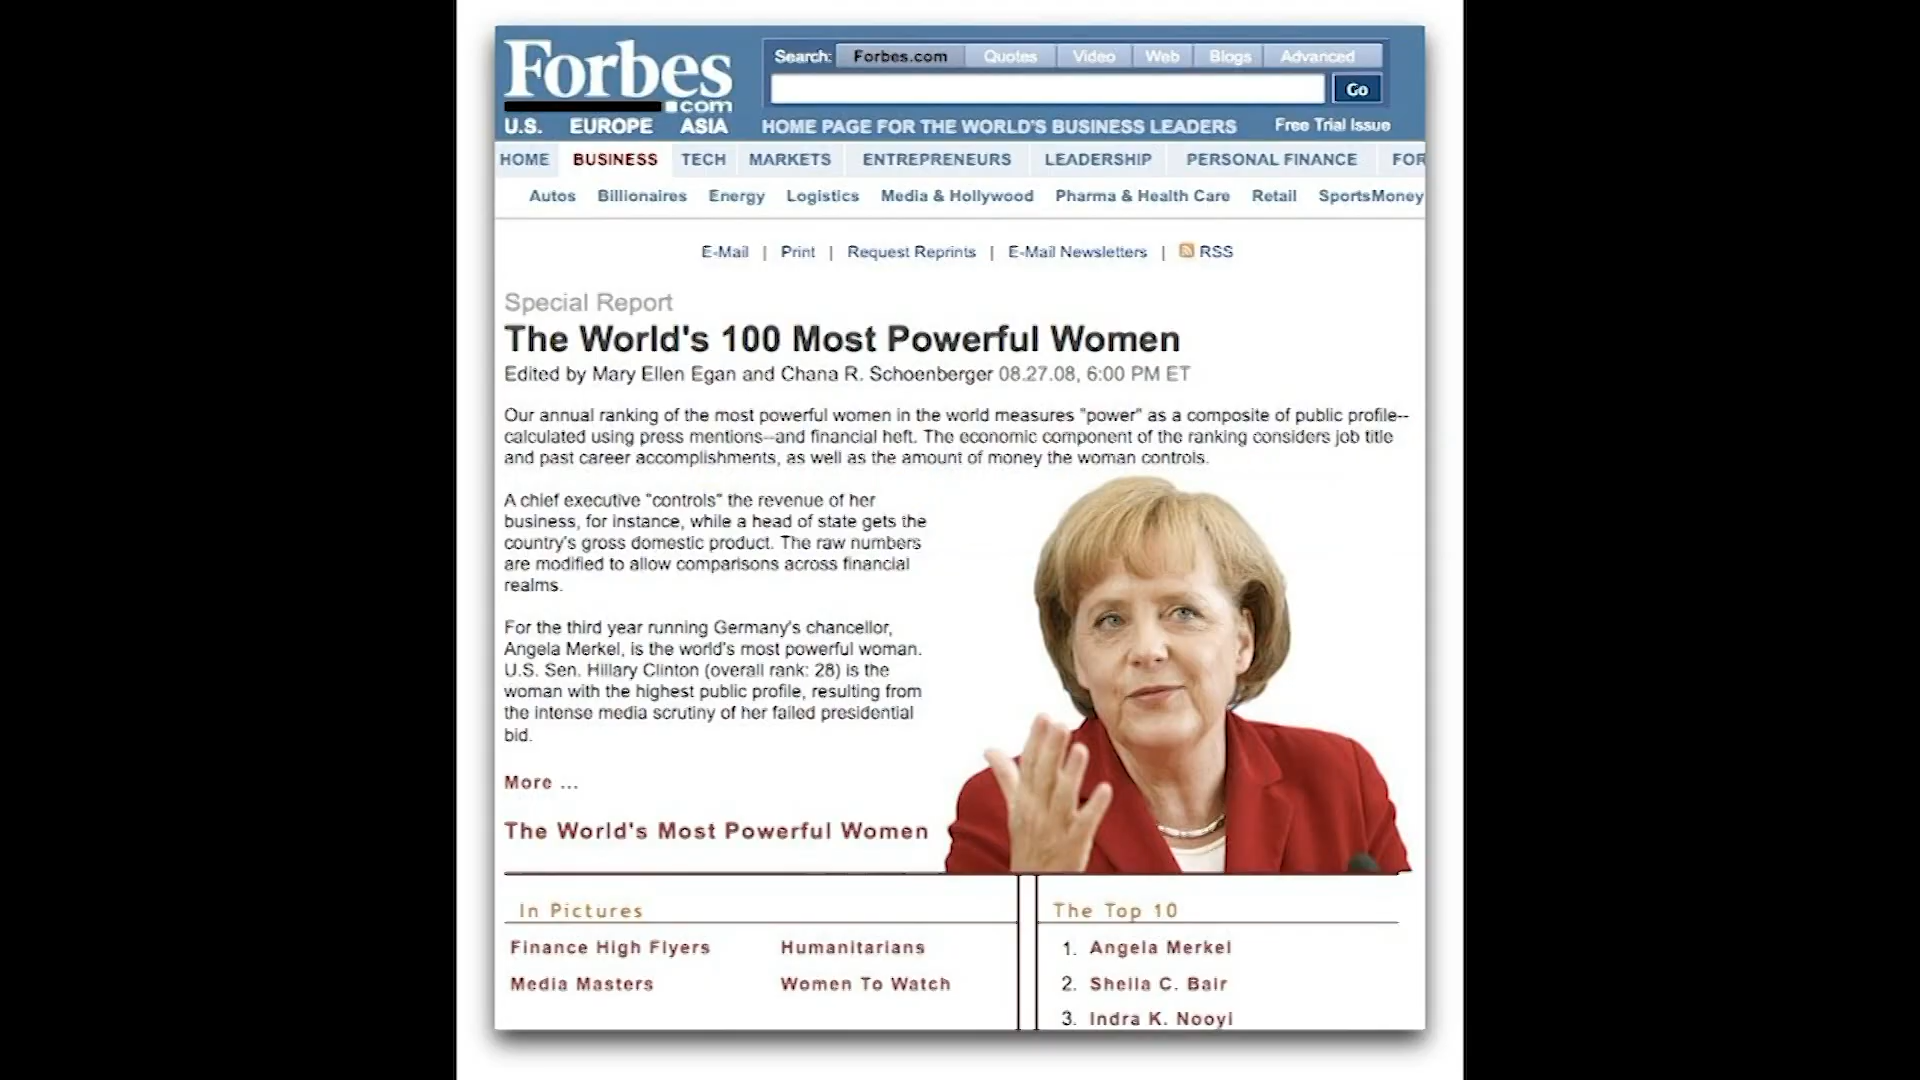 Forbes
.com
Search: Forbes.com Quotes Video Web Blogs Advanced
Go
U.S. EUROPE ASIA HOME PAGE FOR THE WORLD'S BUSINESS LEADERS Free Trial Issue
HOME BUSINESS TECH MARKETS ENTREPRENEURS LEADERSHIP PERSONAL FINANCE FOR
Autos Billionaires Energy Logistics Media & Hollywood Pharma & Health Care Retail SportsMoney
E-Mail | Print | Request Reprints | E-Mail Newsletters | RSS
Special Report
The World's 100 Most Powerful Women
Edited by Mary Ellen Egan and Chana R. Schoenberger 08.27.08, 6:00 PM ET
Our annual ranking of the most powerful women in the world measures "power" as a composite of public profile--
calculated using press mentions--and financial heft. The economic component of the ranking considers job title
and past career accomplishments, as well as the amount of money the woman controls.
A chief executive "controls" the revenue of her
business, for instance, while a head of state gets the
country's gross domestic product. The raw numbers
are modified to allow comparisons across financial
realms.
For the third year running Germany's chancellor,
Angela Merkel, is the world's most powerful woman.
U.S. Sen. Hillary Clinton (overall rank: 28) is the
woman with the highest public profile, resulting from
the intense media scrutiny of her failed presidential
bid.
More ...
The World's Most Powerful Women
In Pictures
Finance High Flyers Humanitarians
Media Masters Women To Watch
The Top 10
1. Angela Merkel
2. Sheila C. Bair
3. Indra K. Nooyi